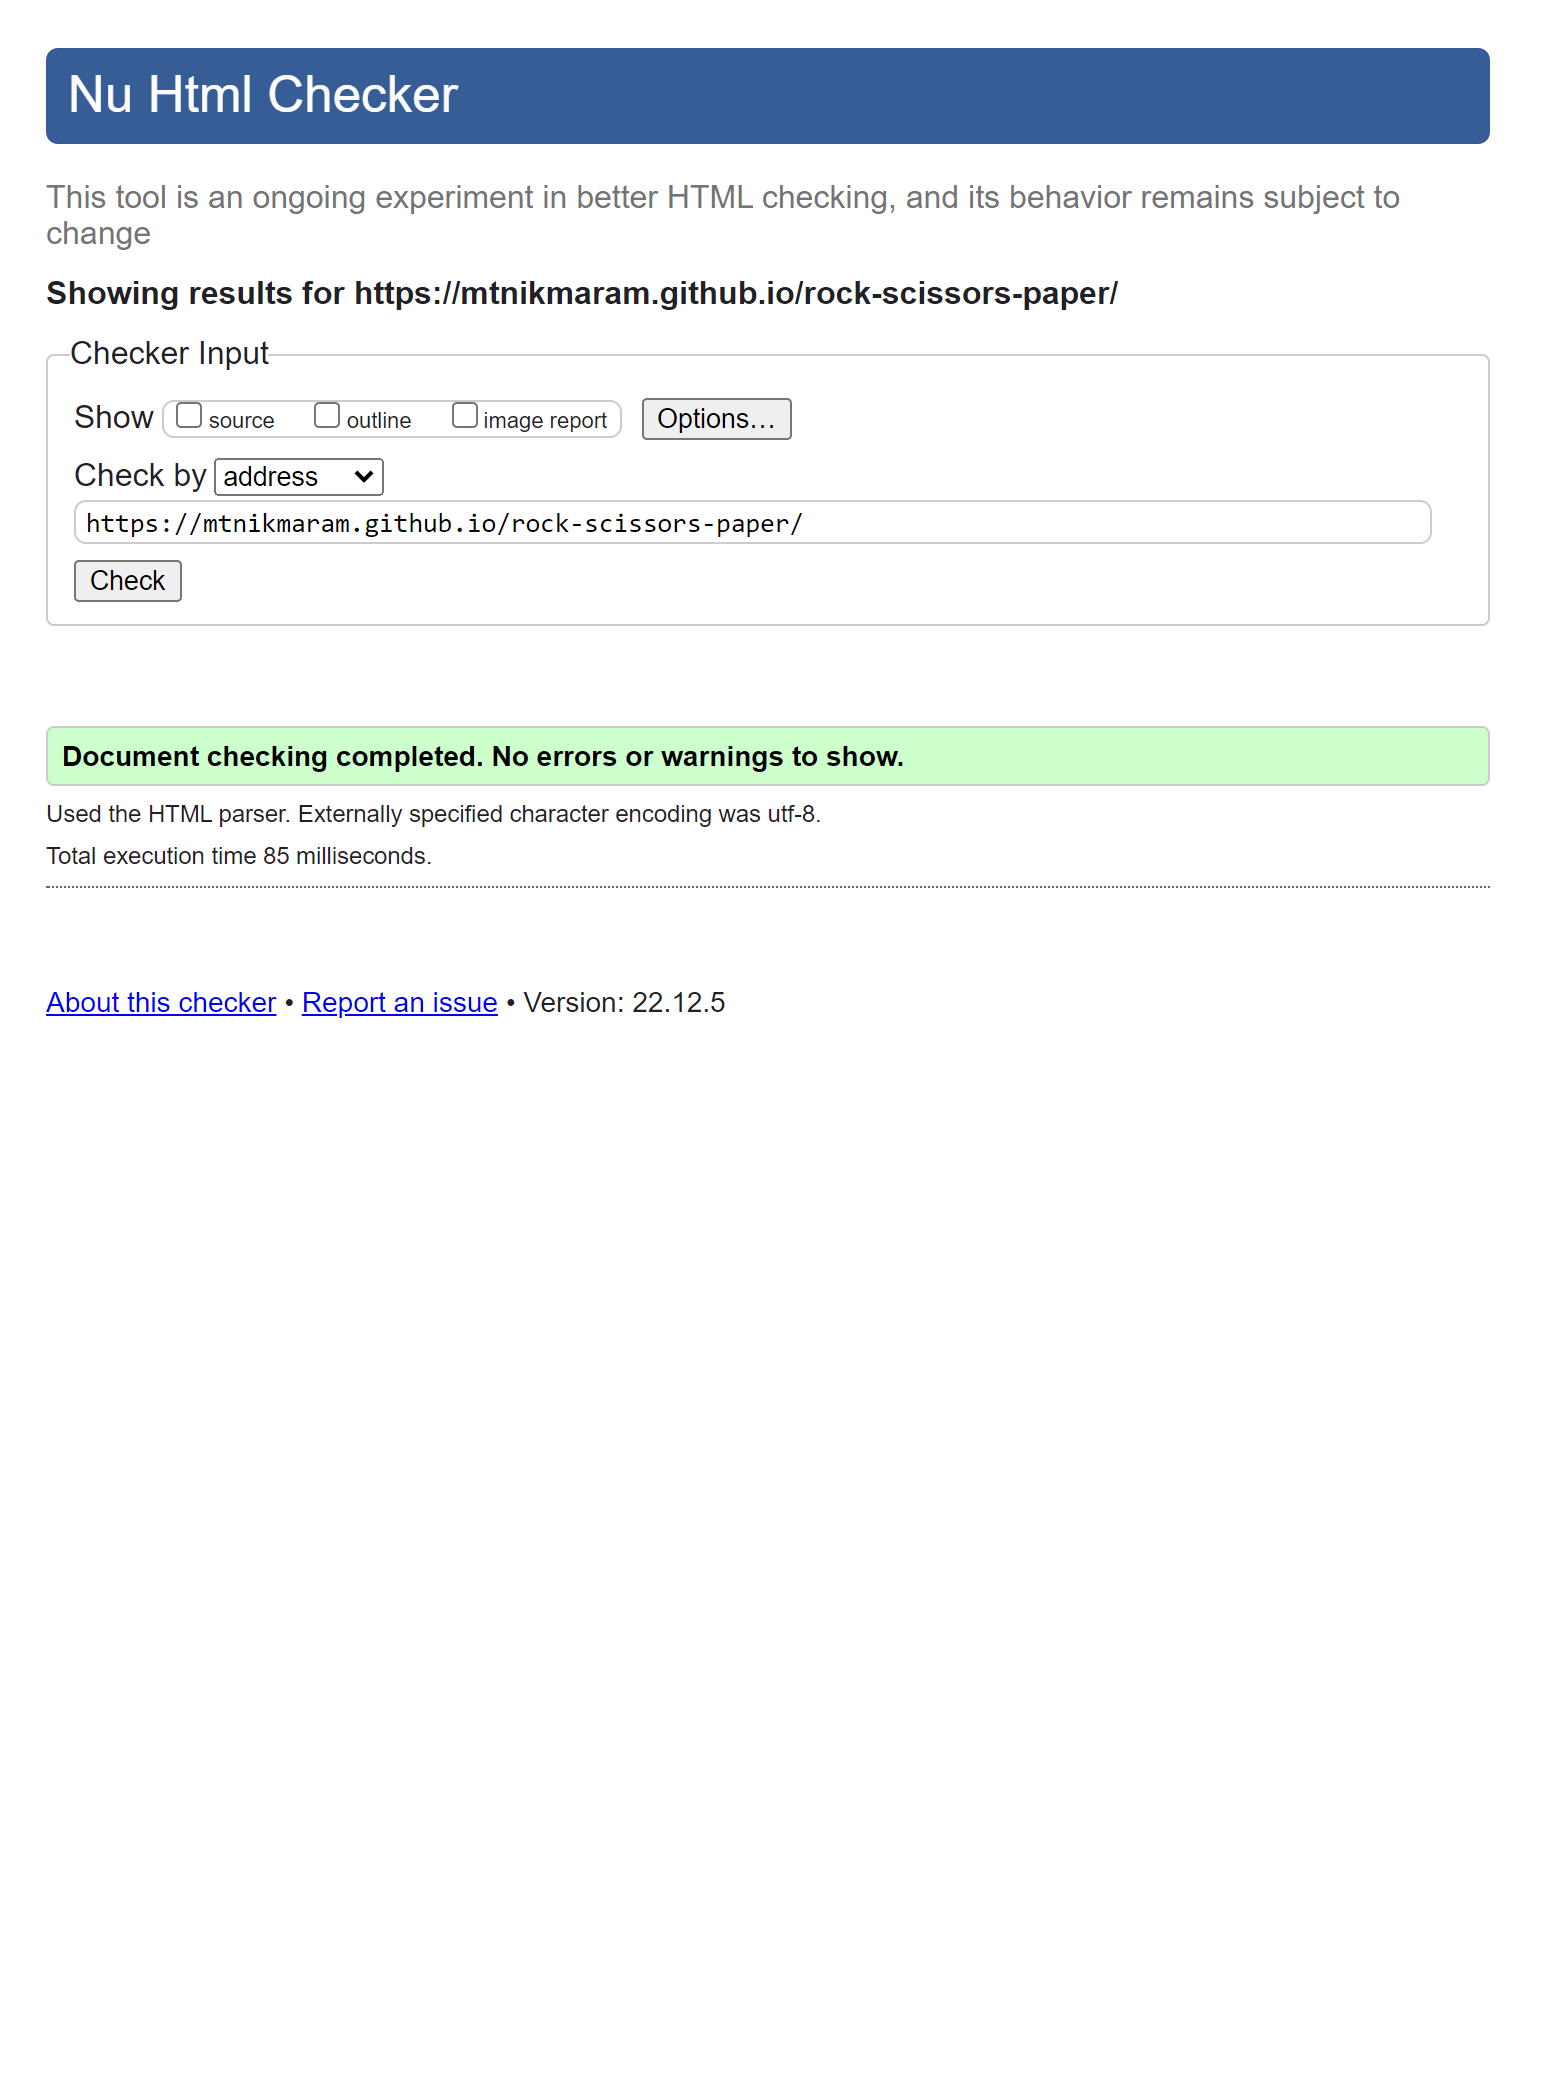 Nu Html Checker
This tool is an ongoing experiment in better HTML checking, and its behavior remains subject to
change
Showing results for https://mtnikmaram.github.io/rock-scissors-paper/
Checker Input
Show source outline image report Options...
Check by address
https://mtnikmaram.github.io/rock-scissors-paper/
Check
Document checking completed. No errors or warnings to show.
Used the HTML parser. Externally specified character encoding was utf-8.
Total execution time 85 milliseconds.
About this checker • Report an issue • Version: 22.12.5